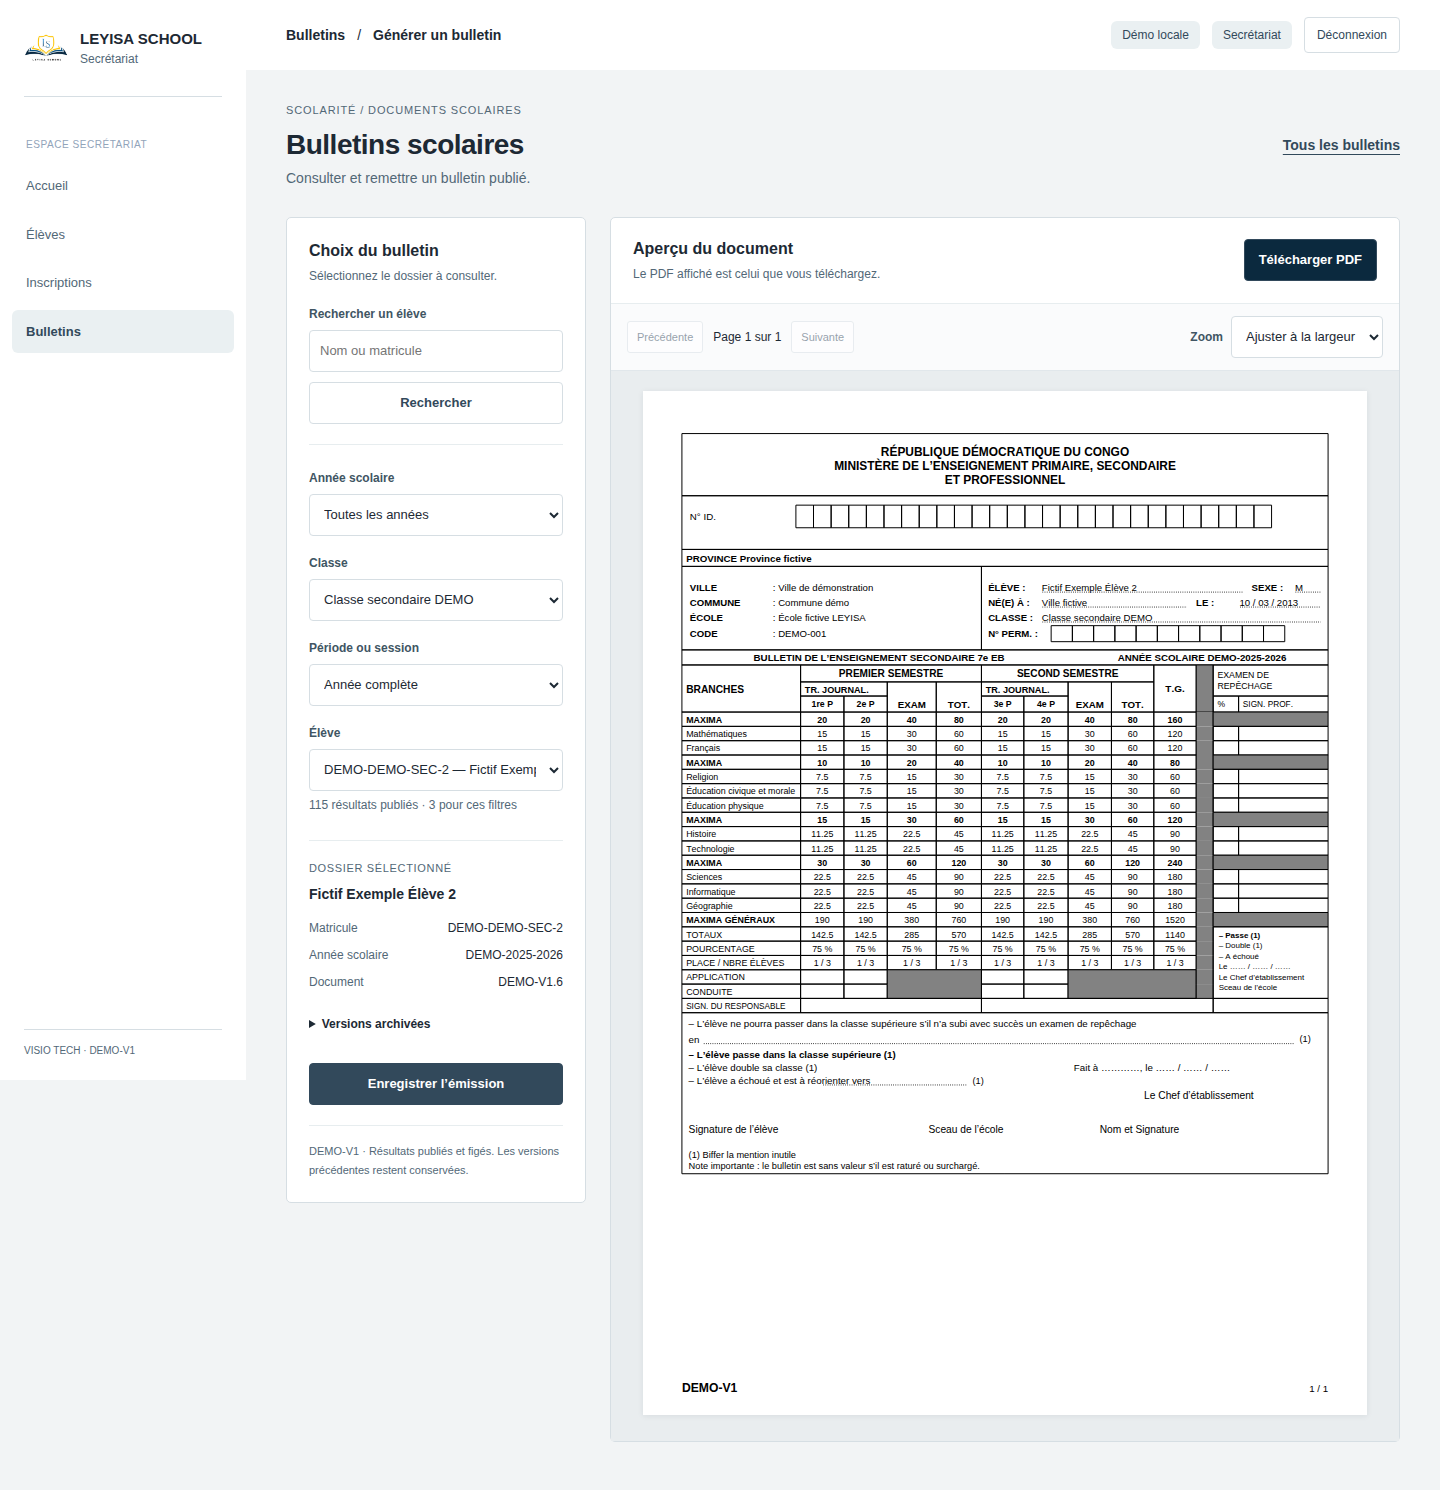 LEYISA SCHOOL
Secrétariat
ESPACE SECRÉTARIAT
Accueil
Élèves
Inscriptions
Bulletins
VISIO TECH · DEMO-V1
Bulletins / Générer un bulletin
Démo locale Secrétariat Déconnexion
SCOLARITÉ / DOCUMENTS SCOLAIRES
Bulletins scolaires
Tous les bulletins
Consulter et remettre un bulletin publié.
Choix du bulletin
Sélectionnez le dossier à consulter.
Rechercher un élève
Nom ou matricule
Rechercher
Année scolaire
Toutes les années
Classe
Classe secondaire DEMO
Période ou session
Année complète
Élève
DEMO-DEMO-SEC-2 — Fictif Exemp
115 résultats publiés · 3 pour ces filtres
DOSSIER SÉLECTIONNÉ
Fictif Exemple Élève 2
Matricule DEMO-DEMO-SEC-2
Année scolaire DEMO-2025-2026
Document DEMO-V1.6
Versions archivées
Enregistrer l’émission
DEMO-V1 · Résultats publiés et figés. Les versions
précédentes restent conservées.
Aperçu du document
Le PDF affiché est celui que vous téléchargez.
Télécharger PDF
Précédente Page 1 sur 1 Suivante
Zoom Ajuster à la largeur
RÉPUBLIQUE DÉMOCRATIQUE DU CONGO
MINISTÈRE DE L’ENSEIGNEMENT PRIMAIRE, SECONDAIRE
ET PROFESSIONNEL
N° ID.
PROVINCE Province fictive
VILLE : Ville de démonstration
COMMUNE : Commune démo
ÉCOLE : École fictive LEYISA
CODE : DEMO-001
ÉLÈVE : Fictif Exemple Élève 2 SEXE : M
NÉ(E) À : Ville fictive LE : 10 / 03 / 2013
CLASSE : Classe secondaire DEMO
N° PERM. :
BULLETIN DE L’ENSEIGNEMENT SECONDAIRE 7e EB ANNÉE SCOLAIRE DEMO-2025-2026
BRANCHES PREMIER SEMESTRE SECOND SEMESTRE T.G. EXAMEN DE REPÊCHAGE
TR. JOURNAL. EXAM TOT. TR. JOURNAL. EXAM TOT.
1re P 2e P 3e P 4e P % SIGN. PROF.
MAXIMA 20 20 40 80 20 20 40 80 160
Mathématiques 15 15 30 60 15 15 30 60 120
Français 15 15 30 60 15 15 30 60 120
MAXIMA 10 10 20 40 10 10 20 40 80
Religion 7.5 7.5 15 30 7.5 7.5 15 30 60
Éducation civique et morale 7.5 7.5 15 30 7.5 7.5 15 30 60
Éducation physique 7.5 7.5 15 30 7.5 7.5 15 30 60
MAXIMA 15 15 30 60 15 15 30 60 120
Histoire 11.25 11.25 22.5 45 11.25 11.25 22.5 45 90
Technologie 11.25 11.25 22.5 45 11.25 11.25 22.5 45 90
MAXIMA 30 30 60 120 30 30 60 120 240
Sciences 22.5 22.5 45 90 22.5 22.5 45 90 180
Informatique 22.5 22.5 45 90 22.5 22.5 45 90 180
Géographie 22.5 22.5 45 90 22.5 22.5 45 90 180
MAXIMA GÉNÉRAUX 190 190 380 760 190 190 380 760 1520
TOTAUX 142.5 142.5 285 570 142.5 142.5 285 570 1140
POURCENTAGE 75 % 75 % 75 % 75 % 75 % 75 % 75 % 75 % 75 %
PLACE / NBRE ÉLÈVES 1 / 3 1 / 3 1 / 3 1 / 3 1 / 3 1 / 3 1 / 3 1 / 3 1 / 3
APPLICATION
CONDUITE
SIGN. DU RESPONSABLE
– Passe (1)
– Double (1)
– A échoué
Le …… / …… / ……
Le Chef d’établissement
Sceau de l’école
– L’élève ne pourra passer dans la classe supérieure s’il n’a subi avec succès un examen de repêchage
en (1)
– L’élève passe dans la classe supérieure (1)
– L’élève double sa classe (1) Fait à …………, le …… / …… / ……
– L’élève a échoué et est à réorienter vers (1)
Le Chef d’établissement
Signature de l’élève Sceau de l’école Nom et Signature
(1) Biffer la mention inutile
Note importante : le bulletin est sans valeur s’il est raturé ou surchargé.
DEMO-V1 1 / 1